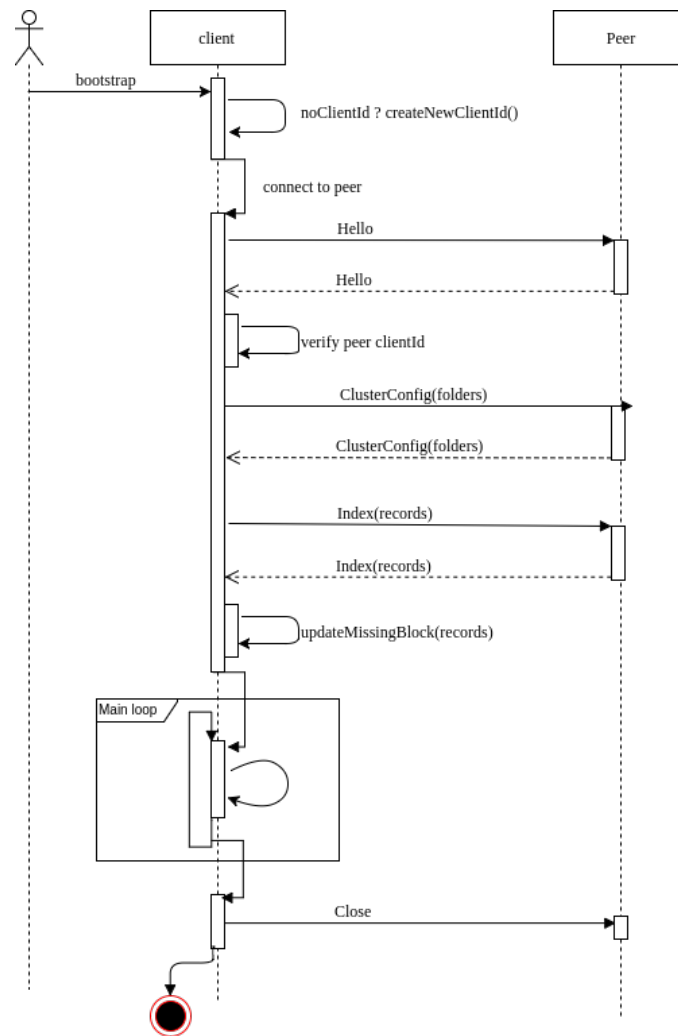 client
Peer
bootstrap
noClientId ? createNewClientId()
connect to peer
Hello
Hello
verify peer clientId
ClusterConfig(folders)
ClusterConfig(folders)
Index(records)
Index(records)
updateMissingBlock(records)
Main loop
Close